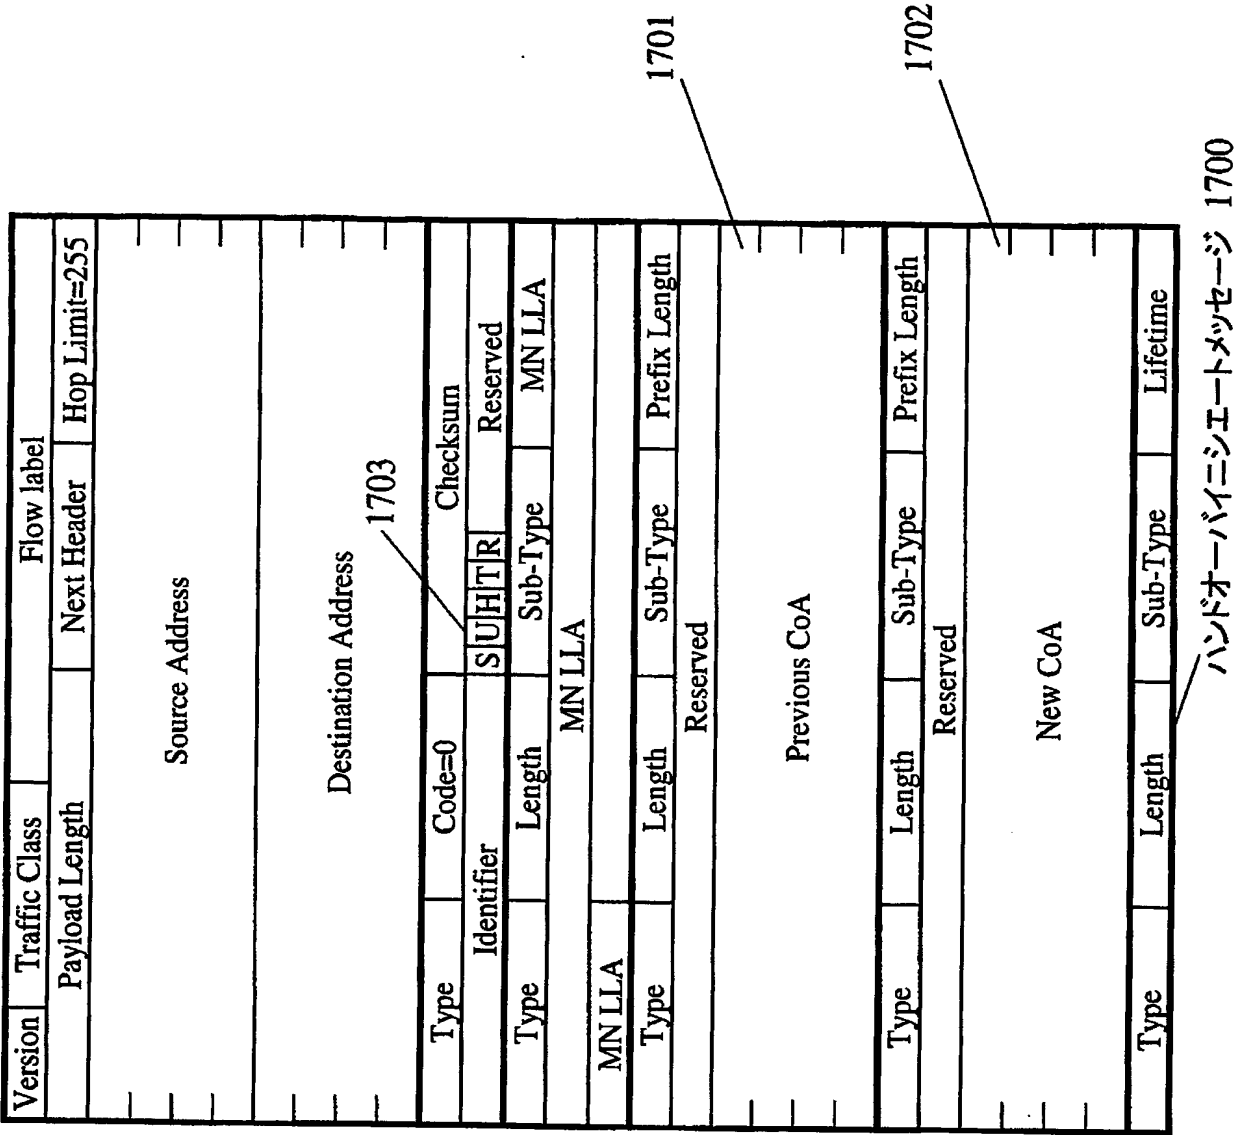 Version Traffic Class Flow label
Payload Length Next Header Hop Limit=255
Source Address
Destination Address
1703
Type Code=0 Checksum
Identifier S U H T R Reserved
Type Length Sub-Type MN LLA
MN LLA
MN LLA
Type Length Sub-Type Prefix Length
Reserved
1701
Previous CoA
Type Length Sub-Type Prefix Length
Reserved
1702
New CoA
Type Length Sub-Type Lifetime
ハンドオーバイニシエートメッセージ 1700